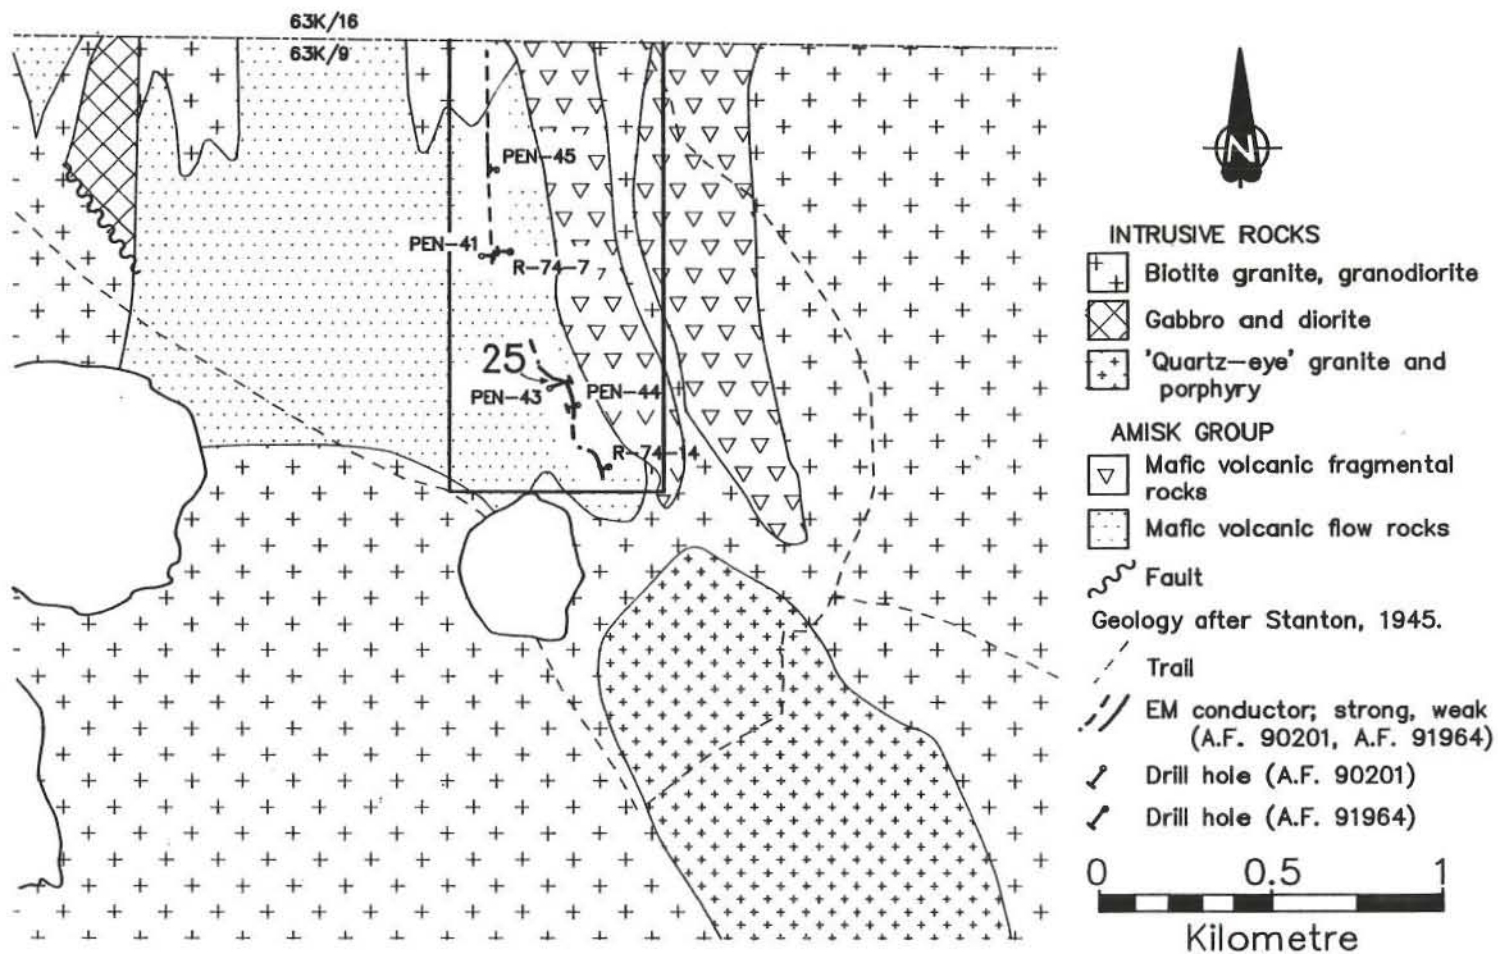 63K/16
63K/9
PEN-45
PEN-41
R-74-7
25
PEN-43
PEN-44
R-74-14
N
INTRUSIVE ROCKS
Biotite granite, granodiorite
Gabbro and diorite
'Quartz-eye' granite and
porphyry
AMISK GROUP
Mafic volcanic fragmental
rocks
Mafic volcanic flow rocks
Fault
Geology after Stanton, 1945.
Trail
EM conductor; strong, weak
(A.F. 90201, A.F. 91964)
Drill hole (A.F. 90201)
Drill hole (A.F. 91964)
0 0.5 1
Kilometre